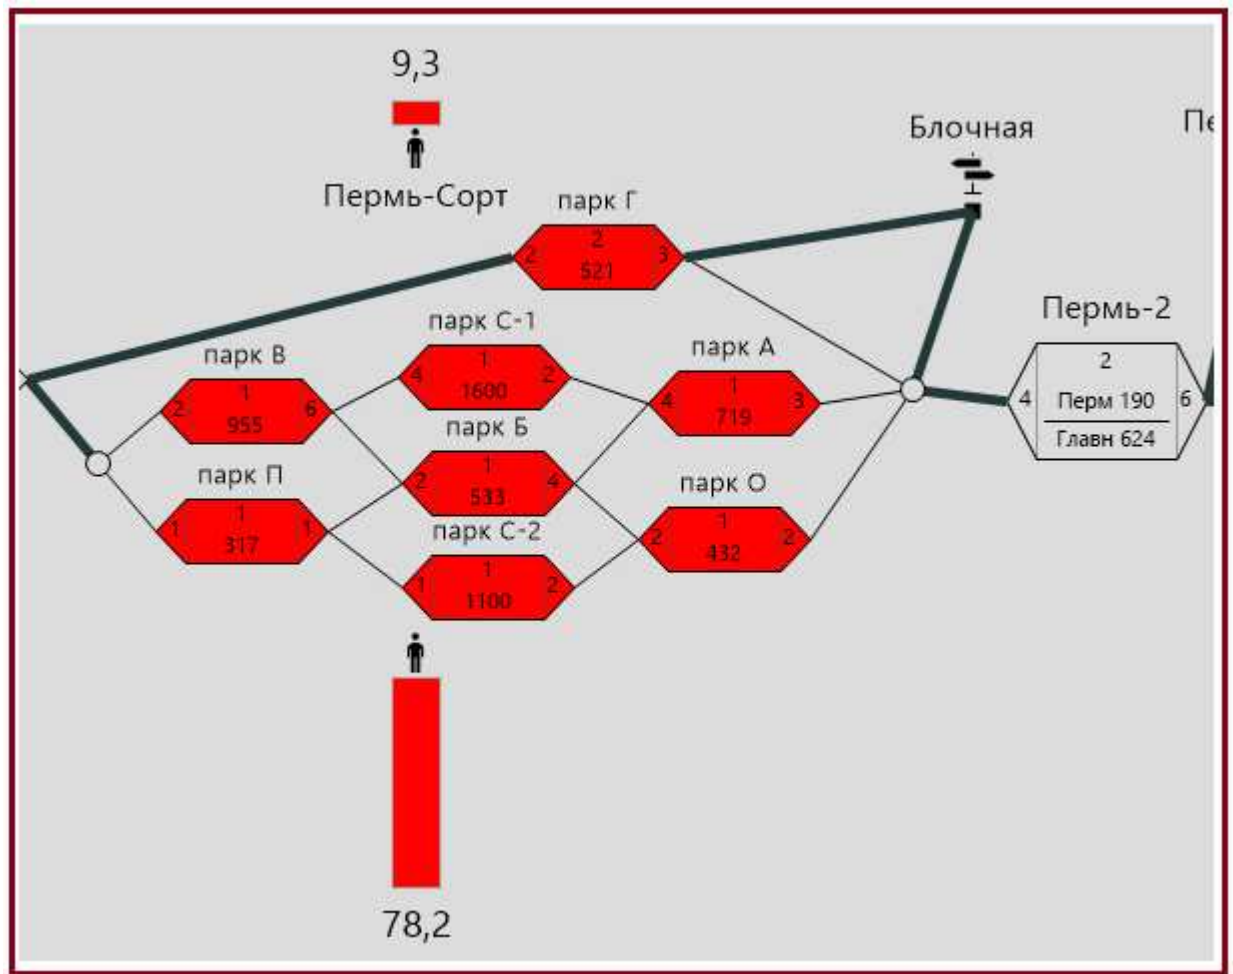 9,3
Блочная
Пе
Пермь-Сорт
парк Г
2
2 3
521
Пермь-2
парк С-1
парк В
парк А
1
4 2
1600
1
2 6
955
1
4 3
719
2
4 Перм 190 6
Главн 624
парк Б
1
2 4
533
парк П
парк О
1
1 1
317
парк С-2
1
2 2
432
1
1 2
1100
78,2